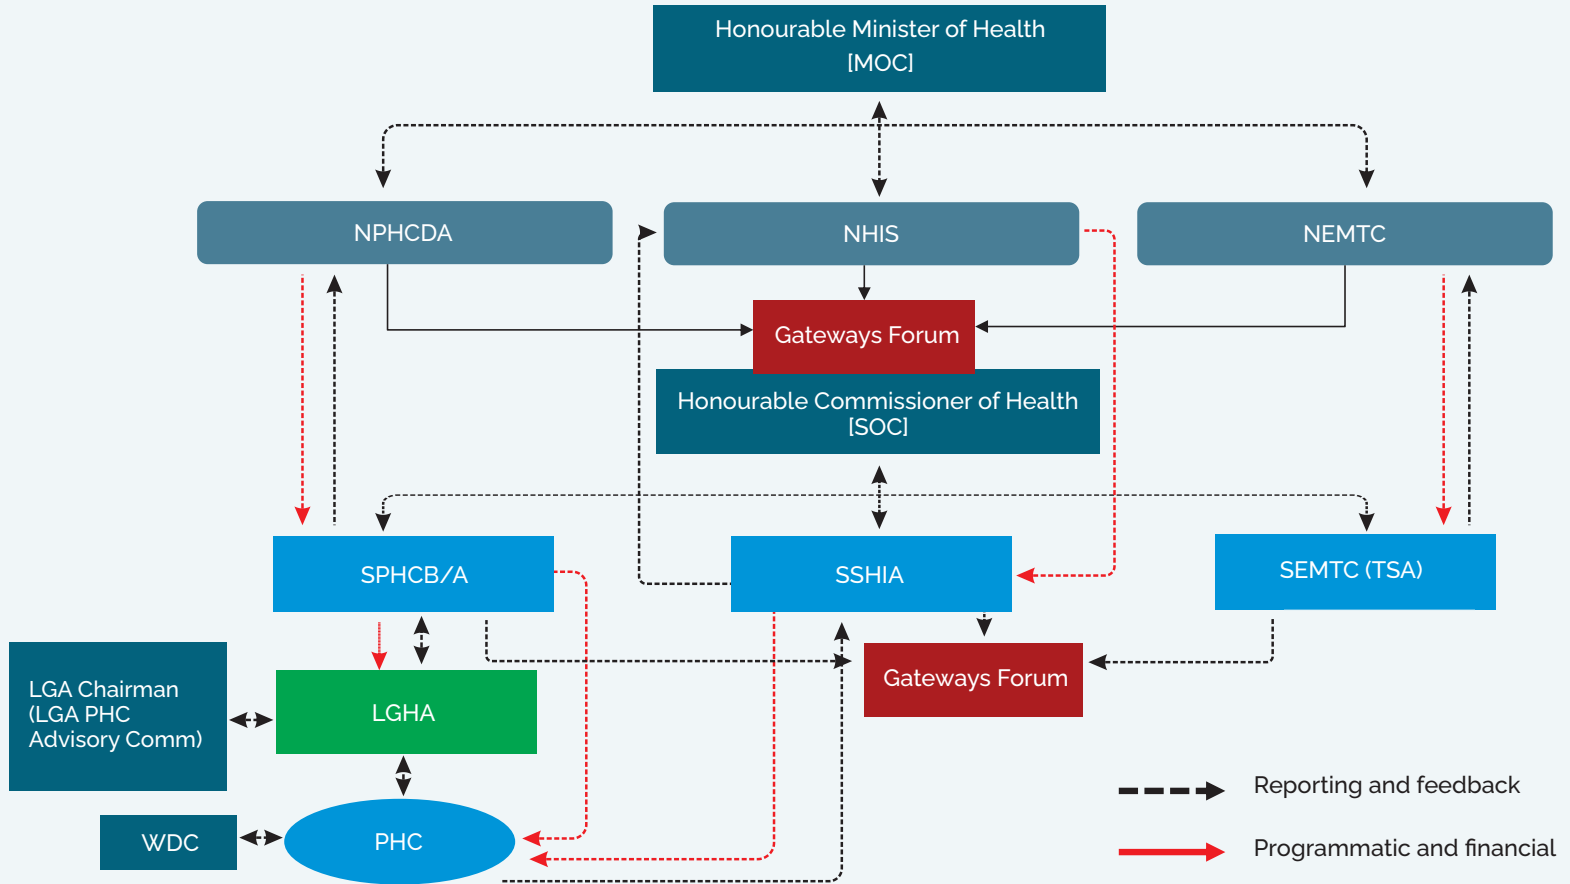 Honourable Minister of Health
[MOC]
NPHCDA
NHIS
NEMTC
Gateways Forum
Honourable Commissioner of Health
[SOC]
SPHCB/A
SSHIA
SEMTC (TSA)
Gateways Forum
LGA Chairman
(LGA PHC
Advisory Comm)
LGHA
WDC
PHC
Reporting and feedback
Programmatic and financial